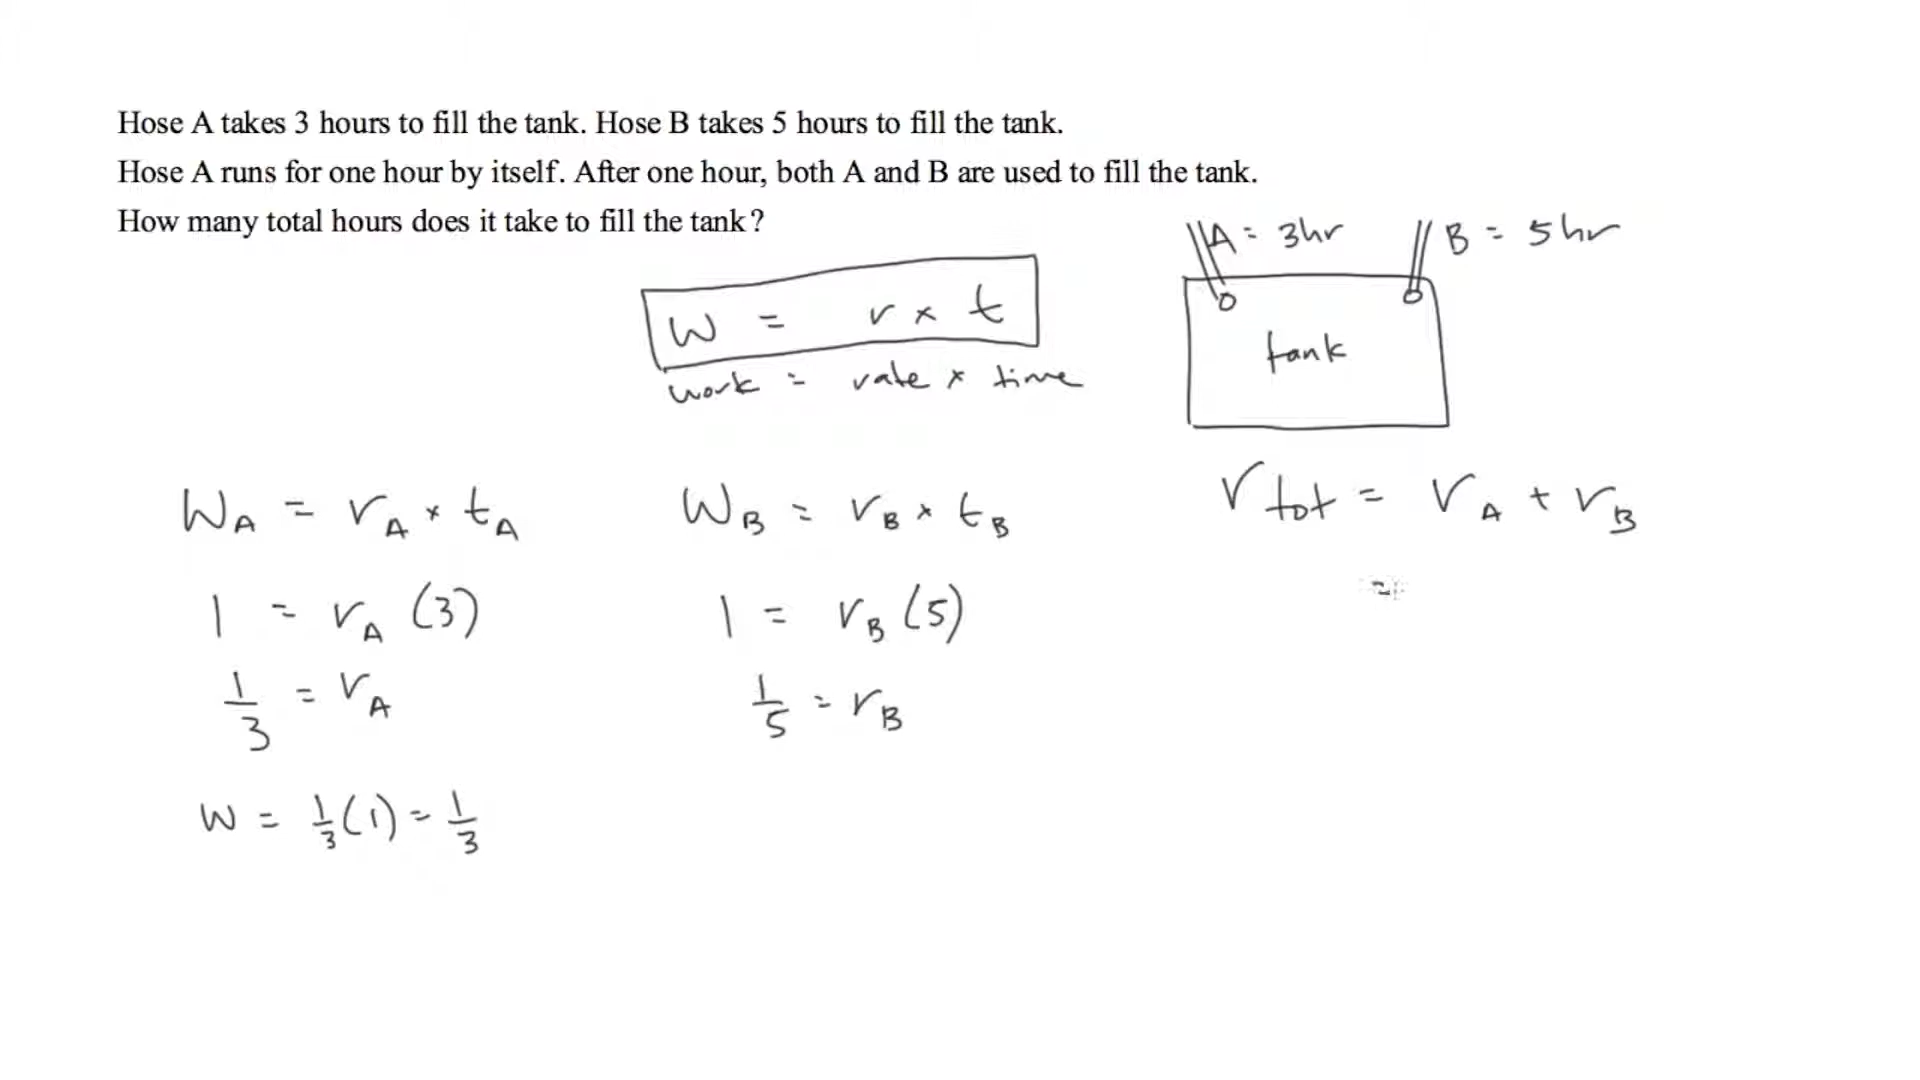 Hose A takes 3 hours to fill the tank. Hose B takes 5 hours to fill the tank.
Hose A runs for one hour by itself. After one hour, both A and B are used to fill the tank.
How many total hours does it take to fill the tank?
A = 3hr
B = 5hr
W = r × t
work = rate × time
tank
W_A = r_A × t_A
W_B = r_B × t_B
r_tot = r_A + r_B
1 = r_A (3)
1 = r_B (5)
=
1/3 = r_A
1/5 = r_B
W = 1/3 (1) = 1/3